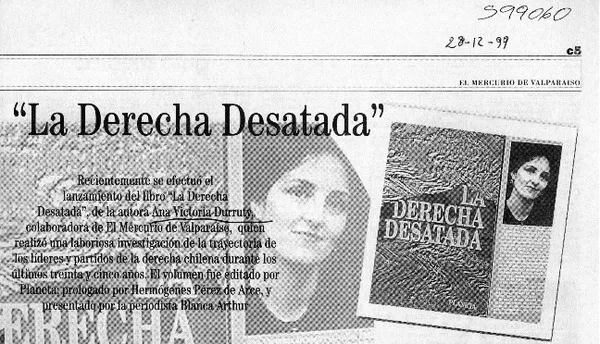 S99060
28-12-99
c5
EL MERCURIO DE VALPARAISO
“La Derecha Desatada”
Recientemente se efectuó el
lanzamiento del libro “La Derecha
Desatada”, de la autora Ana Victoria Durruty,
colaboradora de El Mercurio de Valparaíso, quien
realizó una laboriosa investigación de la trayectoria de
los líderes y partidos de la derecha chilena durante los
últimos treinta y cinco años. El volumen fue editado por
Planeta; prologado por Hermógenes Pérez de Arce, y
presentado por la periodista Blanca Arthur
LA
DERECHA
DESATADA
ERECHA